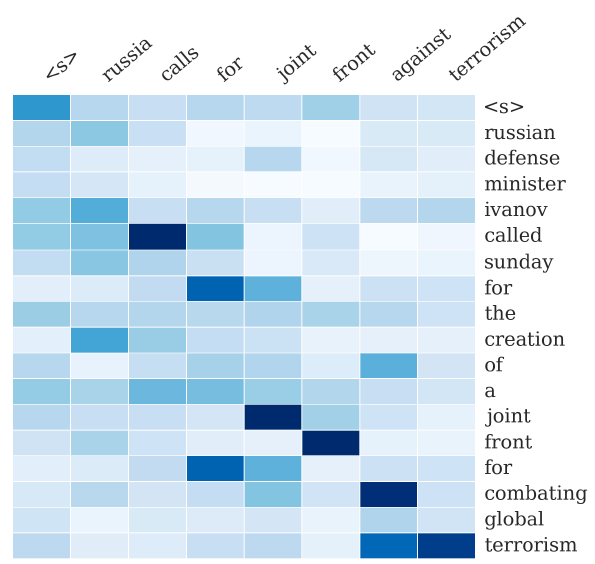 <s> russia calls for joint front against terrorism
<s>
russian
defense
minister
ivanov
called
sunday
for
the
creation
of
a
joint
front
for
combating
global
terrorism